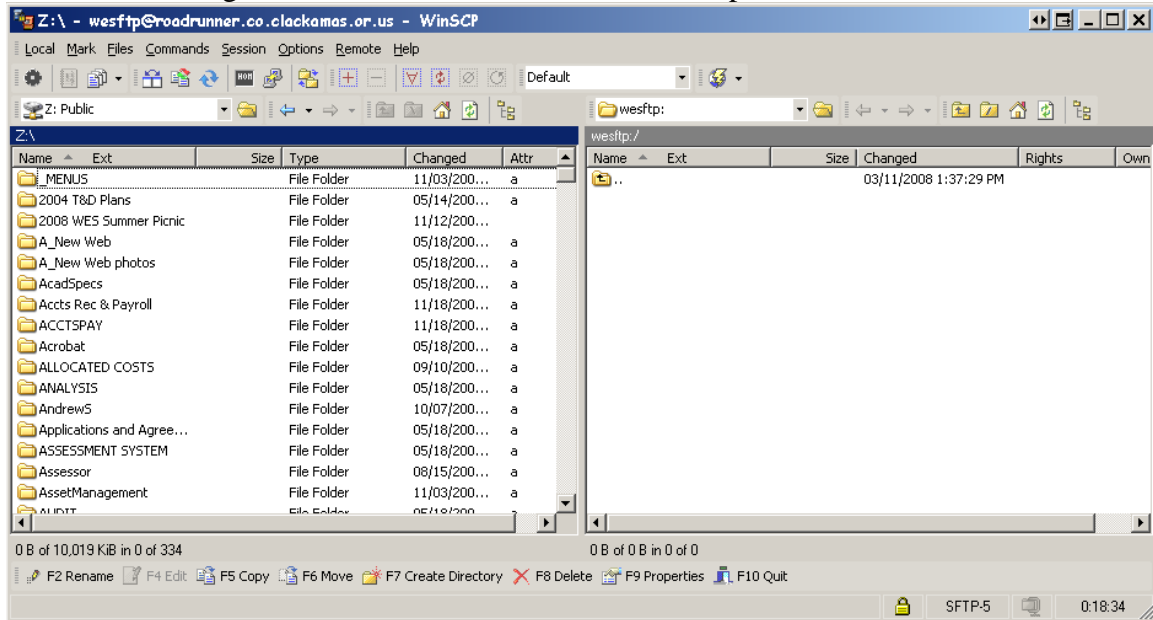 Z:\ - wesftp@roadrunner.co.clackamas.or.us - WinSCP
Local Mark Files Commands Session Options Remote Help
Default
Z: Public wesftp:
Z:\ wesftp:/
Name Ext Size Type Changed Attr Name Ext Size Changed Rights Own
_MENUS File Folder 11/03/200... a .. 03/11/2008 1:37:29 PM
2004 T&D Plans File Folder 05/14/200... a
2008 WES Summer Picnic File Folder 11/12/200...
A_New Web File Folder 05/18/200... a
A_New Web photos File Folder 05/18/200... a
AcadSpecs File Folder 05/18/200... a
Accts Rec & Payroll File Folder 11/18/200... a
ACCTSPAY File Folder 11/18/200... a
Acrobat File Folder 05/18/200... a
ALLOCATED COSTS File Folder 09/10/200... a
ANALYSIS File Folder 05/18/200... a
AndrewS File Folder 10/07/200... a
Applications and Agree... File Folder 05/18/200... a
ASSESSMENT SYSTEM File Folder 05/18/200... a
Assessor File Folder 08/15/200... a
AssetManagement File Folder 11/03/200... a
AUDIT File Folder 05/18/200...
0 B of 10,019 KiB in 0 of 334 0 B of 0 B in 0 of 0
F2 Rename F4 Edit F5 Copy F6 Move F7 Create Directory F8 Delete F9 Properties F10 Quit
SFTP-5 0:18:34